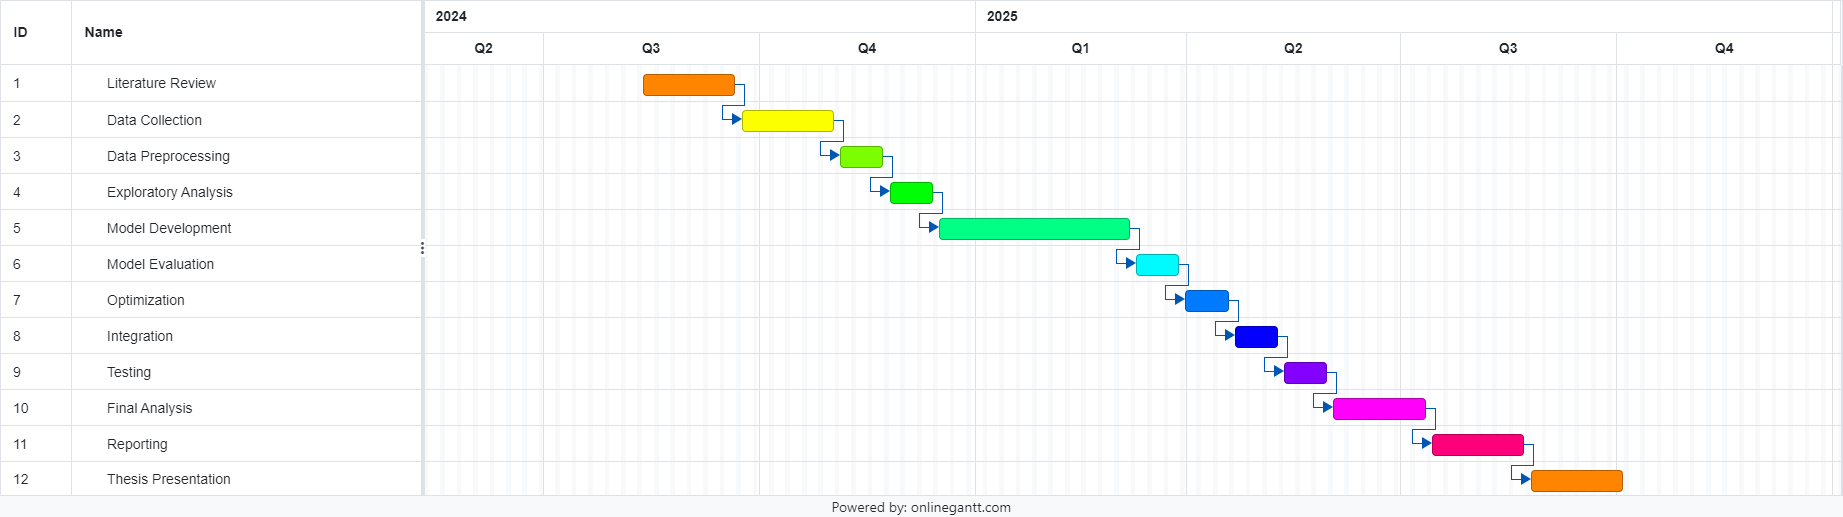 ID Name 2024 2025
Q2 Q3 Q4 Q1 Q2 Q3 Q4
1 Literature Review
2 Data Collection
3 Data Preprocessing
4 Exploratory Analysis
5 Model Development
6 Model Evaluation
7 Optimization
8 Integration
9 Testing
10 Final Analysis
11 Reporting
12 Thesis Presentation
Powered by: onlinegantt.com